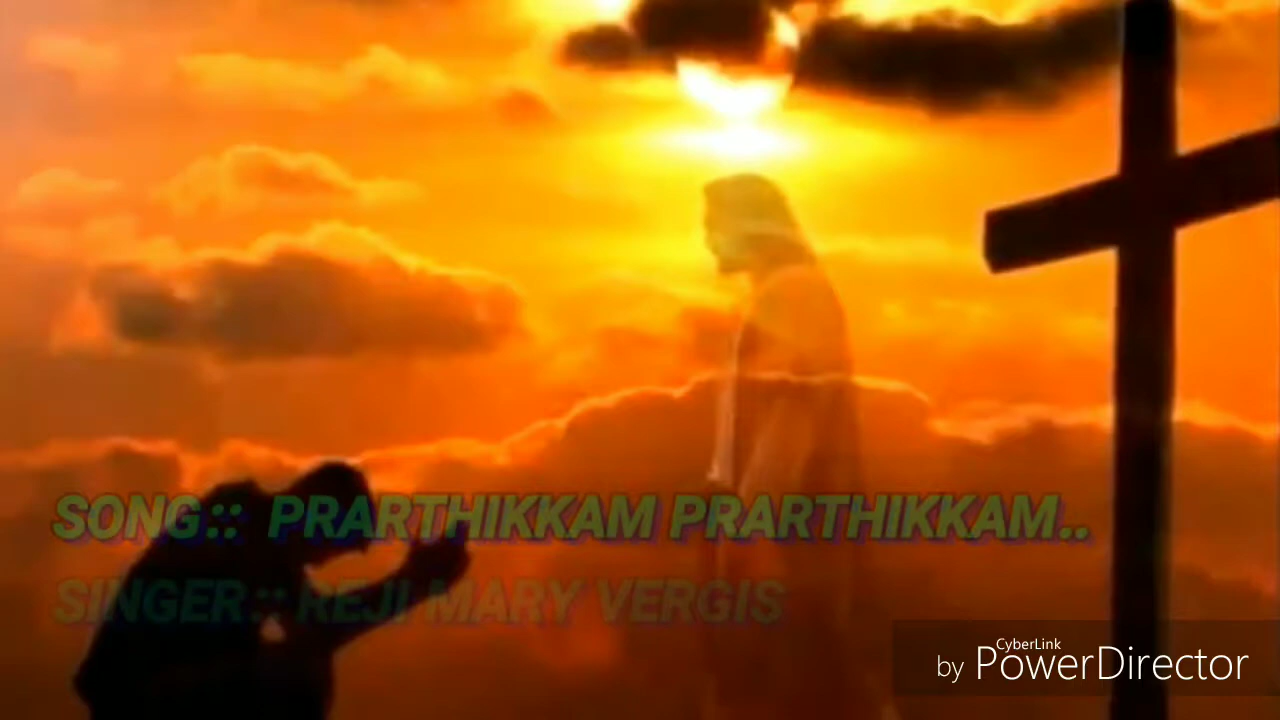 SONG:: PRARTHIKKAM PRARTHIKKAM..
SINGER:: REJI MARY VERGIS
CyberLink
by PowerDirector